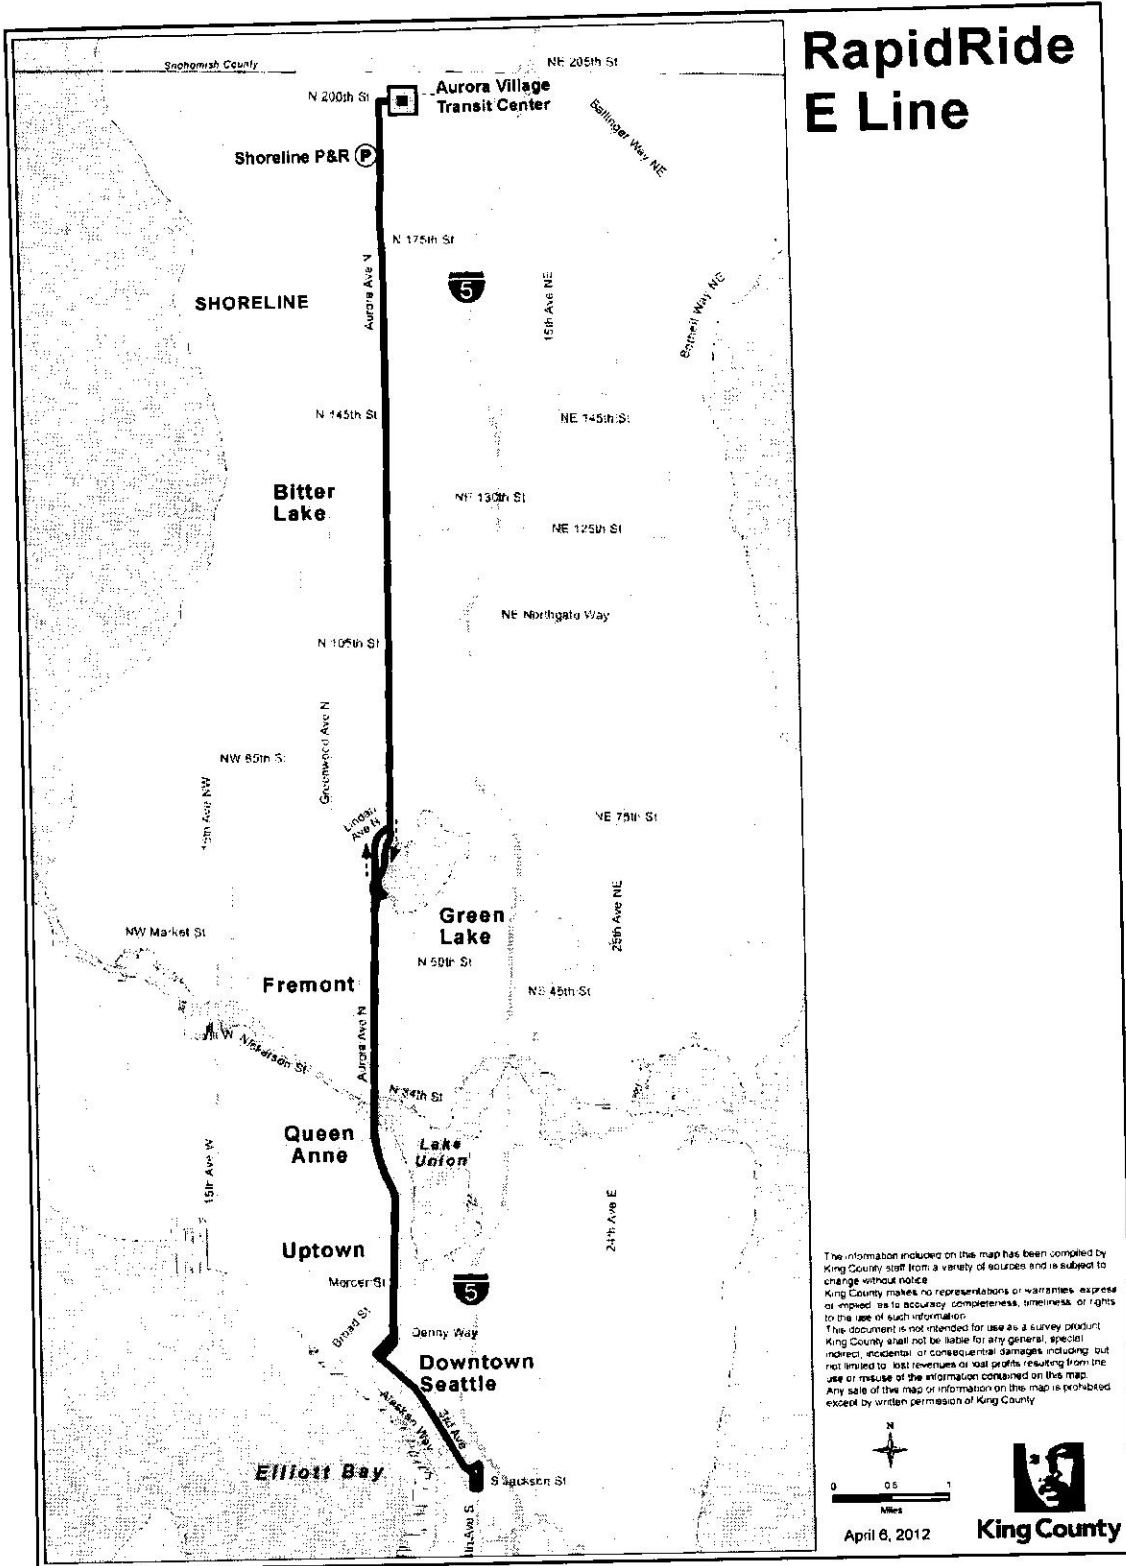 RapidRide
E Line
Snohomish County
NE 205th St
N 200th St
Aurora Village
Transit Center
Ballinger Way NE
Shoreline P&R
P
N 175th St
Aurora Ave N
5
15th Ave NE
Bothell Way NE
SHORELINE
N 145th St
NE 145th St
Bitter
Lake
NE 130th St
NE 125th St
NE Northgate Way
N 105th St
Greenwood Ave N
NW 85th St
15th Ave NW
Linden
Ave N
NE 75th St
Green
Lake
25th Ave NE
NW Market St
N 50th St
Fremont
NE 45th St
Aurora Ave N
W Nickerson St
N 34th St
Queen
Anne
Lake
Union
15th Ave W
24th Ave E
Uptown
Mercer St
5
Broad St
Denny Way
Downtown
Seattle
Alaskan Way
3rd Ave
Elliott Bay
S Jackson St
The information included on this map has been compiled by
King County staff from a variety of sources and is subject to
change without notice
King County makes no representations or warranties, express
or implied, as to accuracy, completeness, timeliness, or rights
to the use of such information
This document is not intended for use as a survey product
King County shall not be liable for any general, special
indirect, incidental, or consequential damages including, but
not limited to, lost revenues or lost profits resulting from the
use or misuse of the information contained on this map.
Any sale of this map or information on this map is prohibited
except by written permission of King County
N
0 0.5 1
Miles
April 6, 2012
King County